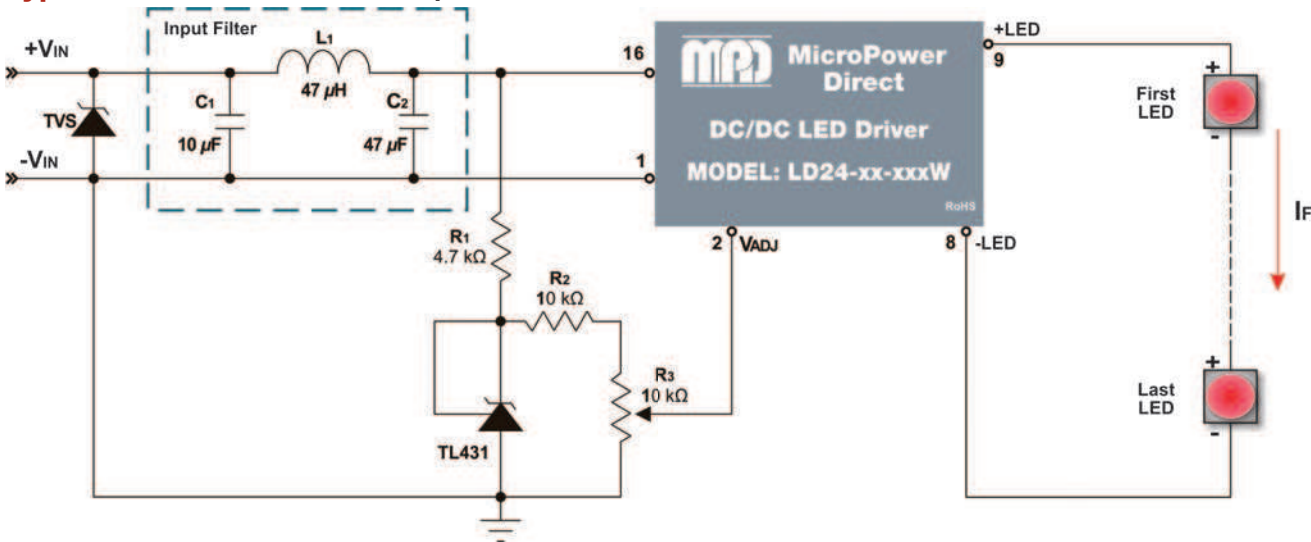 Input Filter
L1
47 µH
+VIN
-VIN
TVS
C1
10 µF
C2
47 µF
16
1
MPD
MicroPower
Direct
DC/DC LED Driver
MODEL: LD24-xx-xxxW
RoHS
+LED
9
2
VADJ
8
-LED
First
LED
+
-
IF
Last
LED
+
-
R1
4.7 kΩ
R2
10 kΩ
R3
10 kΩ
TL431